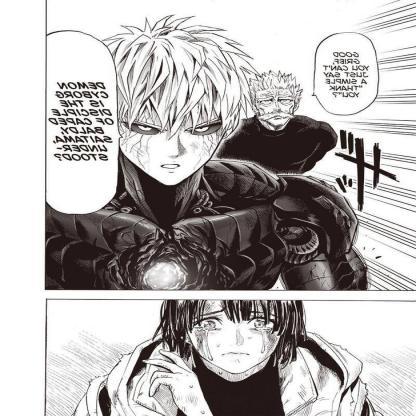 DEMON
CYBORG
IS THE
DISCIPLE
OF CAPED
BALDY,
SAITAMA,
UNDER-
STOOD?
GOOD
GRIEF,
YOU CAN'T
JUST SAY
A SIMPLE
"THANK
YOU"?